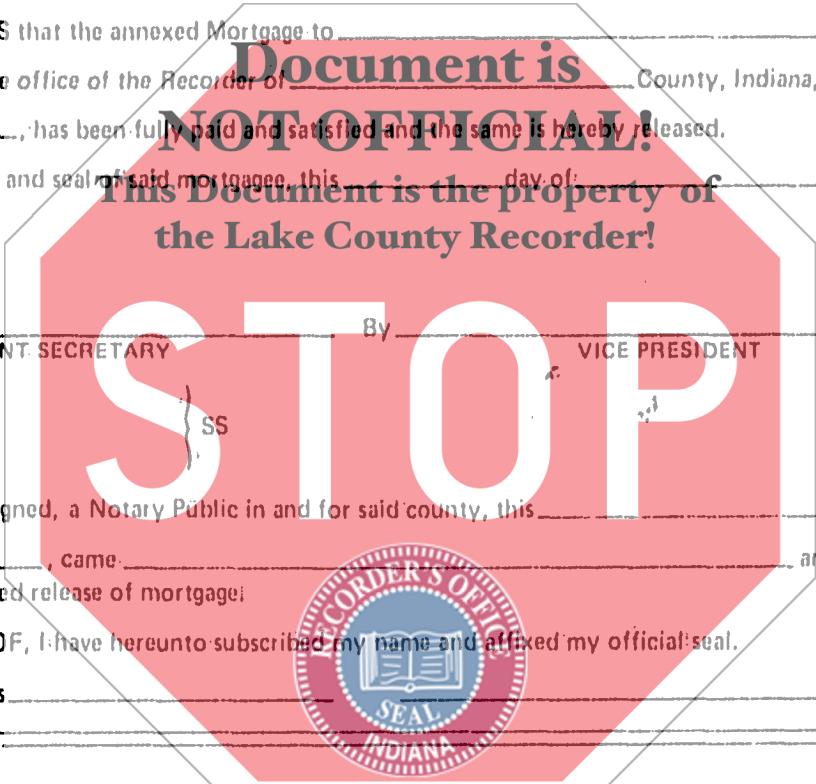 S that the annexed Mortgage to
Document is
e office of the Recorder of County, Indiana,
NOT OFFICIAL!
, has been fully paid and satisfied and the same is hereby released.
and seal of said mortgagee, this day of
This Document is the property of
the Lake County Recorder!
STOP
By
NT SECRETARY VICE PRESIDENT
SS
gned, a Notary Public in and for said county, this
, came
ed release of mortgage
OF, I have hereunto subscribed my name and affixed my official seal.
s
RECORDER'S OFFICE
SEAL
INDIANA